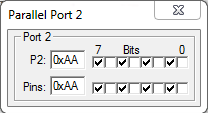 Parallel Port 2
Port 2
7 Bits 0
P2: 0xAA
Pins: 0xAA